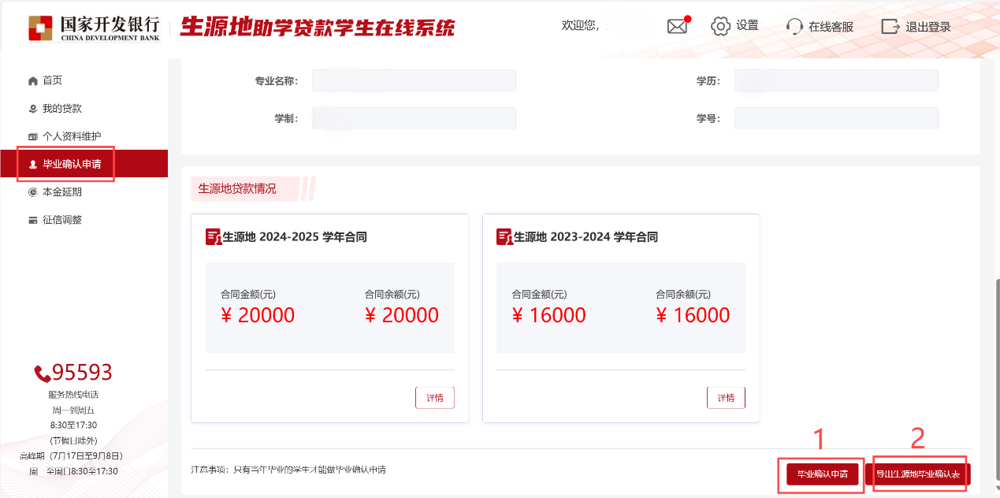 国家开发银行
CHINA DEVELOPMENT BANK
生源地助学贷款学生在线系统
欢迎您,
设置
在线客服
退出登录
首页
我的贷款
个人资料维护
毕业确认申请
本金延期
征信调整
95593
服务热线电话
周一到周五
8:30至17:30
(节假日除外)
高峰期（7月17日至9月8日）
周一至周日8:30至17:30
专业名称：
学历：
学制：
学号：
生源地贷款情况
生源地 2024-2025 学年合同
合同金额(元) 合同余额(元)
¥ 20000 ¥ 20000
详情
生源地 2023-2024 学年合同
合同金额(元) 合同余额(元)
¥ 16000 ¥ 16000
详情
1
2
注意事项：只有当年毕业的学生才能做毕业确认申请
毕业确认申请
导出生源地毕业确认表